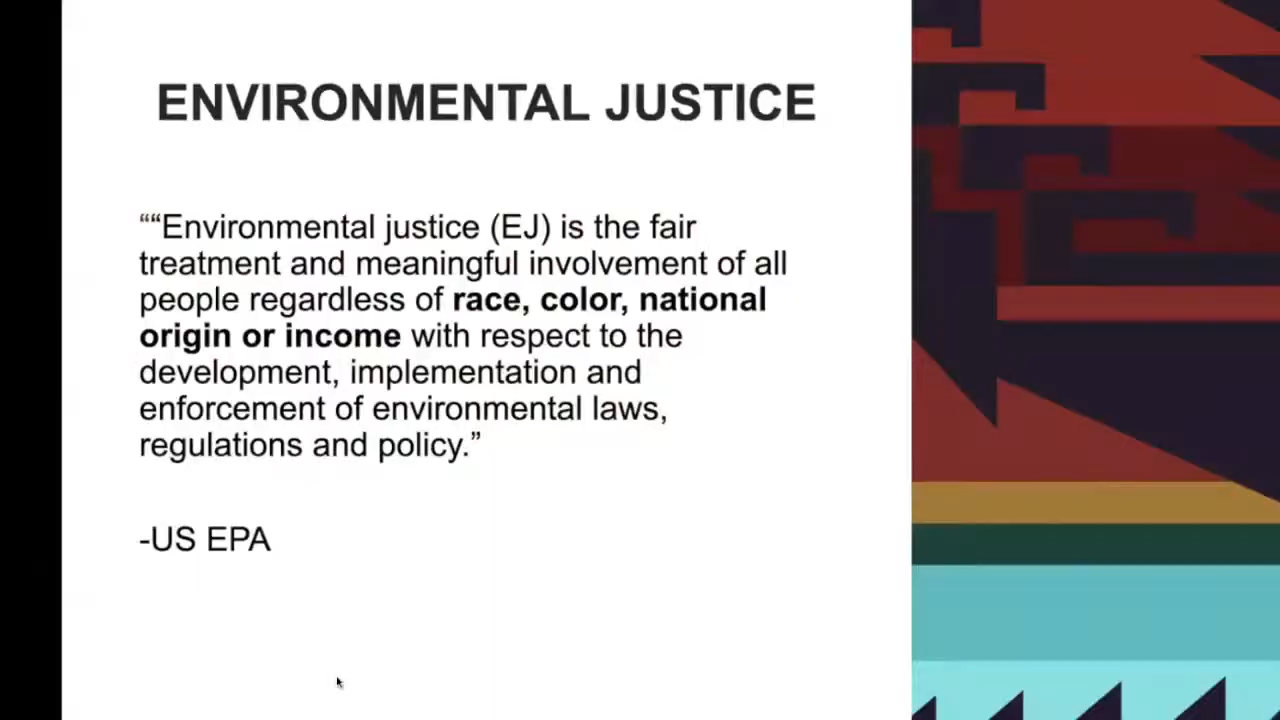 ENVIRONMENTAL JUSTICE
““Environmental justice (EJ) is the fair
treatment and meaningful involvement of all
people regardless of race, color, national
origin or income with respect to the
development, implementation and
enforcement of environmental laws,
regulations and policy.”
-US EPA